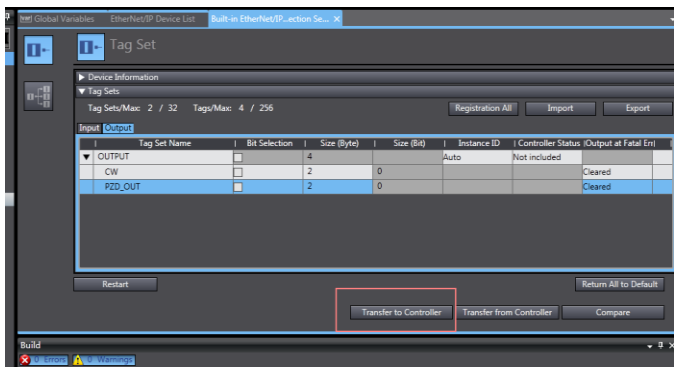 Global Variables EtherNet/IP Device List Built-in EtherNet/IP...ection Se... ×
Tag Set
Device Information
Tag Sets
Tag Sets/Max: 2 / 32 Tags/Max: 4 / 256 Registration All Import Export
Input Output
Tag Set Name | Bit Selection | Size (Byte) | Size (Bit) | Instance ID | Controller Status |Output at Fatal Err|
OUTPUT 4 Auto Not included
CW 2 0 Cleared
PZD_OUT 2 0 Cleared
Restart Return All to Default
Transfer to Controller Transfer from Controller Compare
Build
0 Errors 0 Warnings